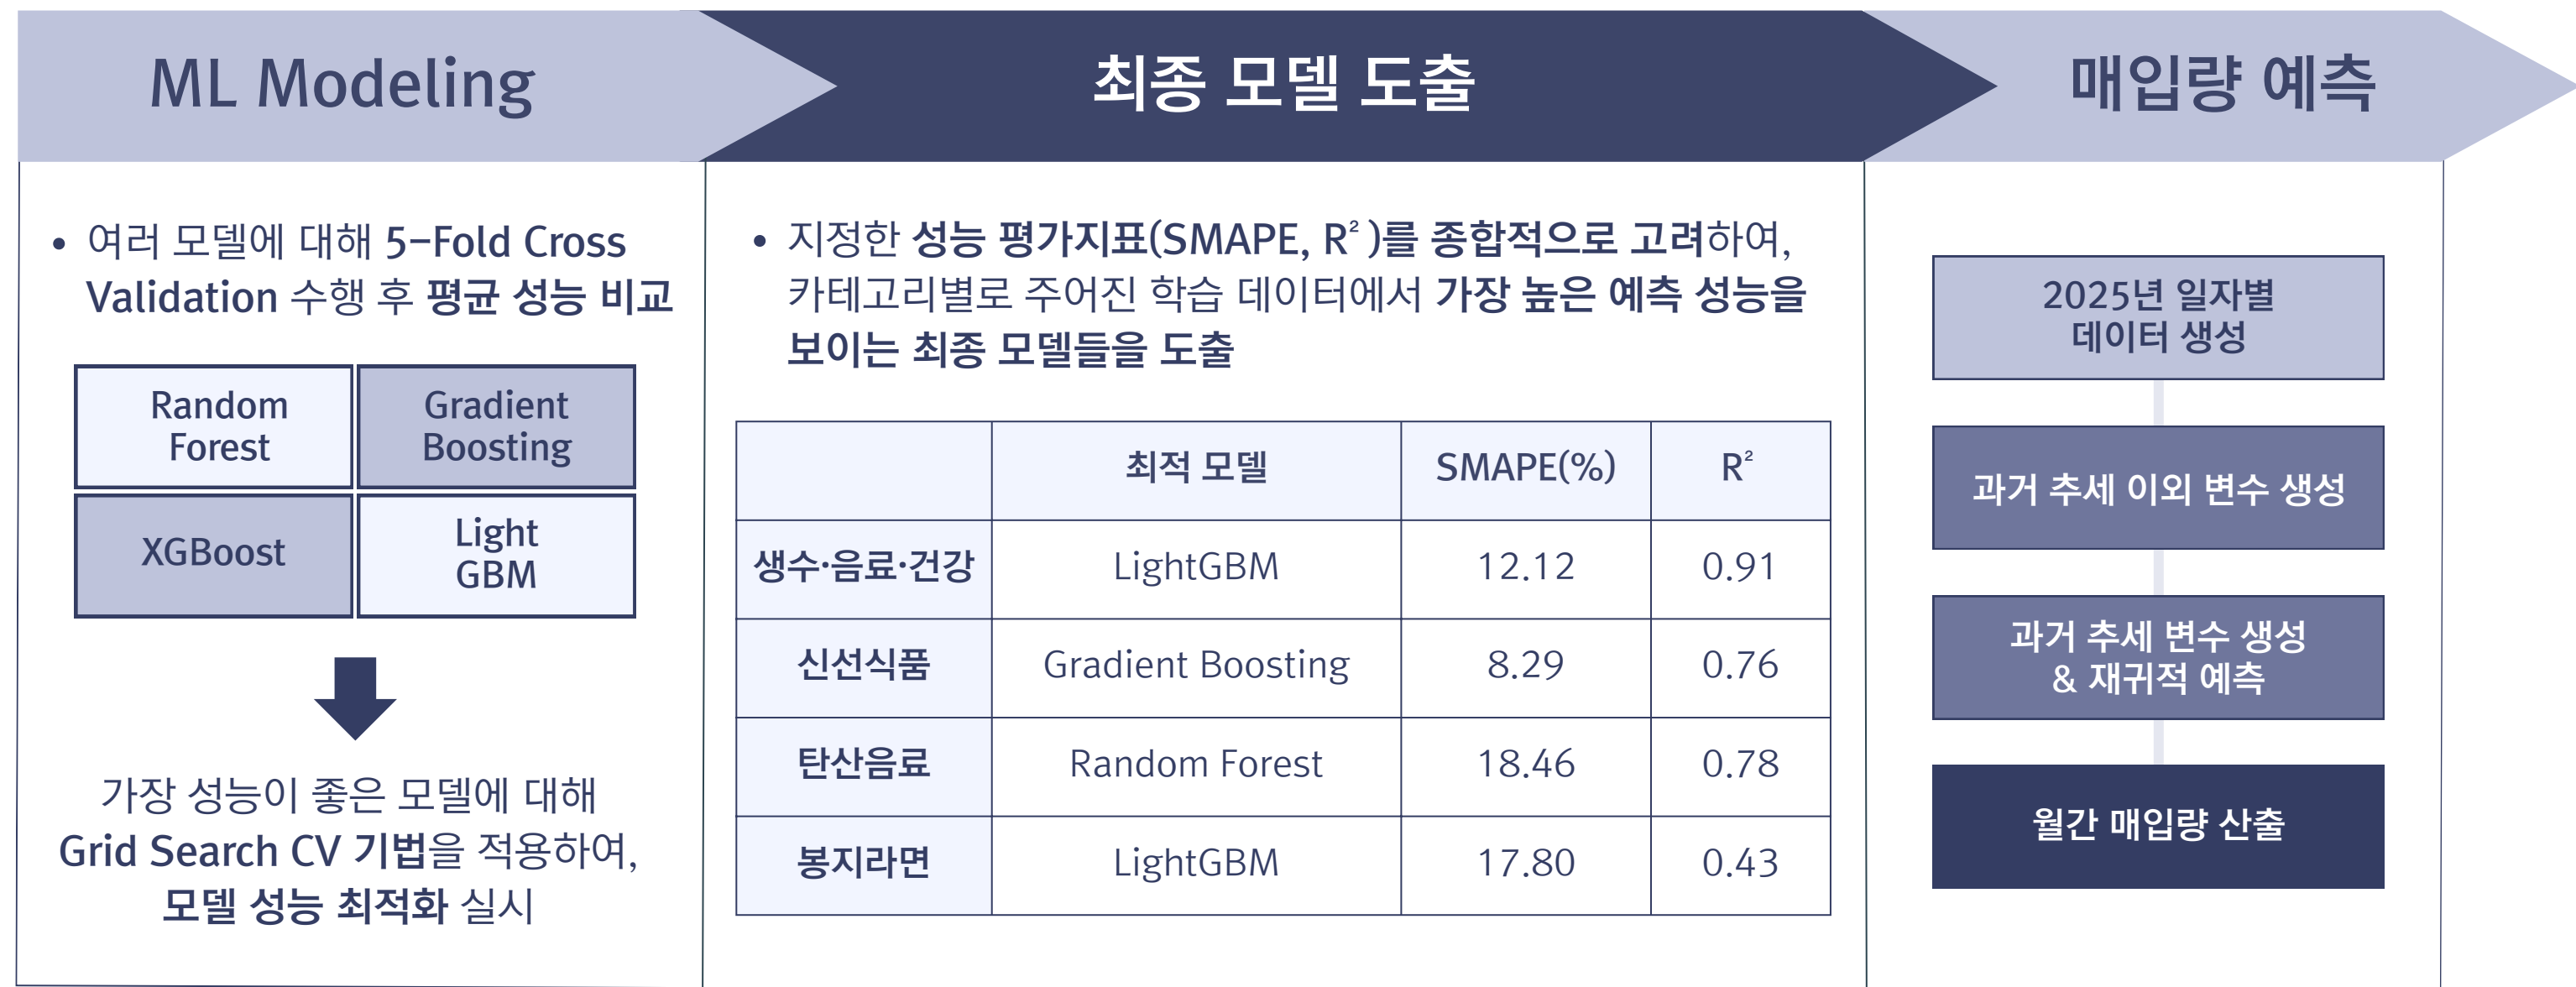 ML Modeling
최종 모델 도출
매입량 예측
• 여러 모델에 대해 5-Fold Cross
Validation 수행 후 평균 성능 비교
Random
Forest
Gradient
Boosting
XGBoost
Light
GBM
가장 성능이 좋은 모델에 대해
Grid Search CV 기법을 적용하여,
모델 성능 최적화 실시
• 지정한 성능 평가지표(SMAPE, R²)를 종합적으로 고려하여,
카테고리별로 주어진 학습 데이터에서 가장 높은 예측 성능을
보이는 최종 모델들을 도출
최적 모델 SMAPE(%) R²
생수·음료·건강 LightGBM 12.12 0.91
신선식품 Gradient Boosting 8.29 0.76
탄산음료 Random Forest 18.46 0.78
봉지라면 LightGBM 17.80 0.43
2025년 일자별
데이터 생성
과거 추세 이외 변수 생성
과거 추세 변수 생성
& 재귀적 예측
월간 매입량 산출